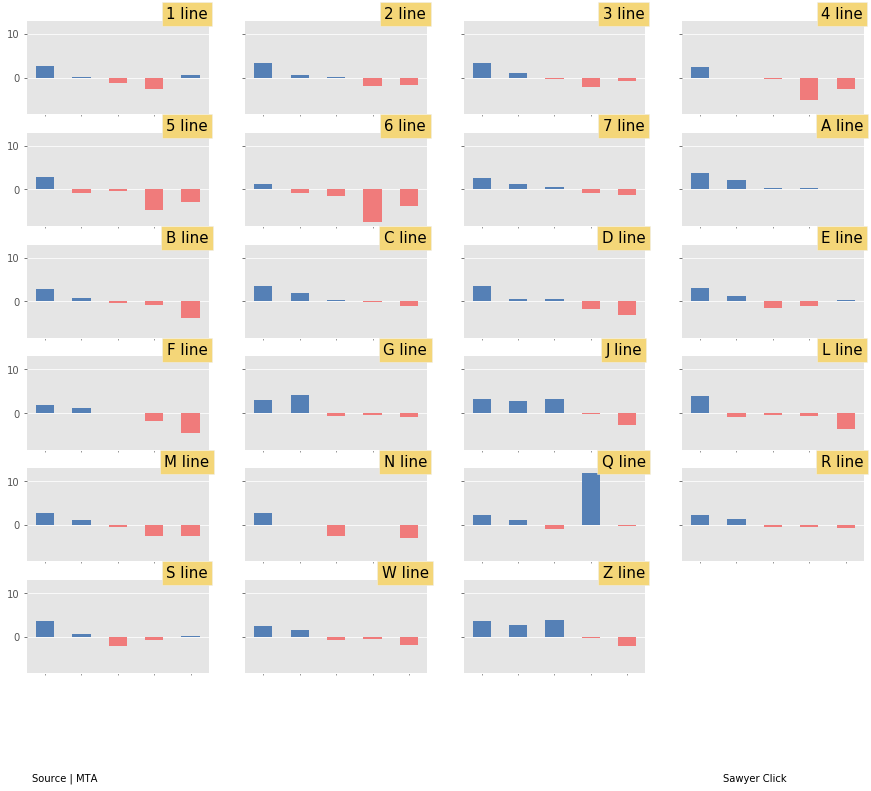 1 line
2 line
3 line
4 line
10
0
5 line
6 line
7 line
A line
10
0
B line
C line
D line
E line
10
0
F line
G line
J line
L line
10
0
M line
N line
Q line
R line
10
0
S line
W line
Z line
10
0
Source | MTA
Sawyer Click